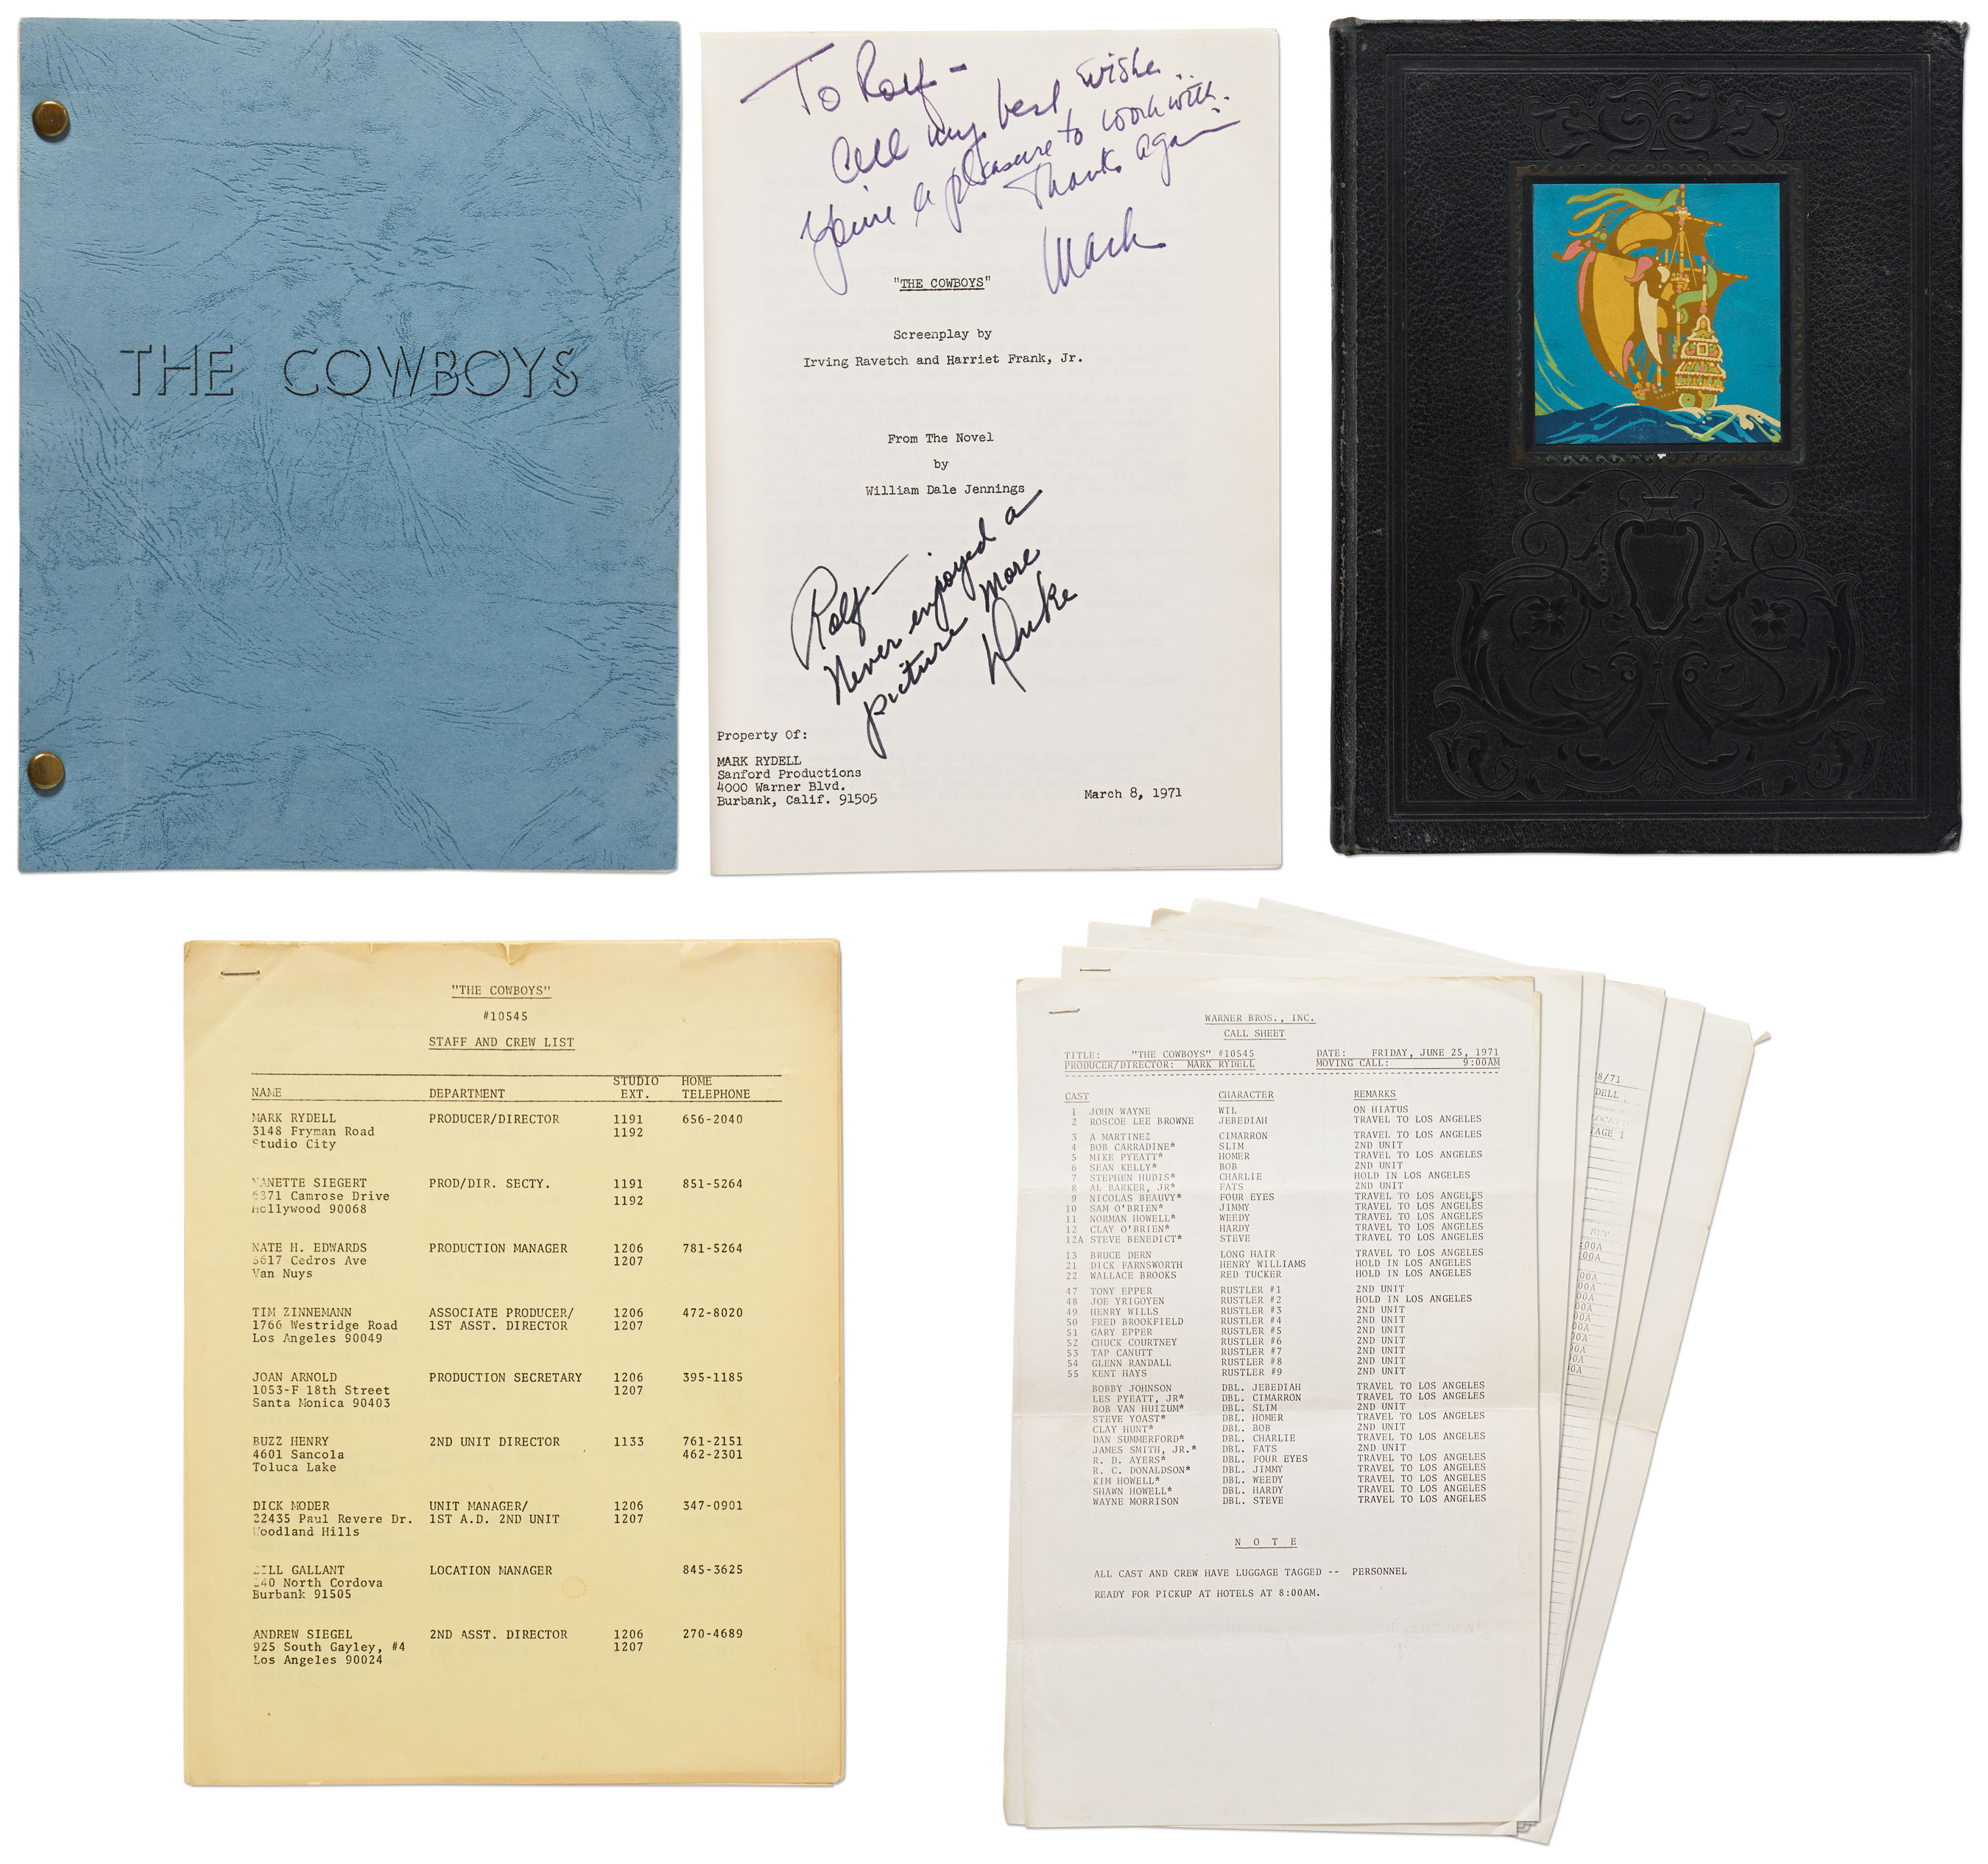 THE COWBOYS
To Rolf -
All my best wishes.
You're a pleasure to work with.
Thanks again
Mark
"THE COWBOYS"
Screenplay by
Irving Ravetch and Harriet Frank, Jr.
From The Novel
by
William Dale Jennings
Rolf-
Never enjoyed a
picture more
Duke
Property Of:
MARK RYDELL
Sanford Productions
4000 Warner Blvd.
Burbank, Calif. 91505
March 8, 1971
"THE COWBOYS"
#10545
STAFF AND CREW LIST
NAME DEPARTMENT STUDIO EXT. HOME TELEPHONE
MARK RYDELL PRODUCER/DIRECTOR 1191 656-2040
3148 Fryman Road 1192
Studio City
NANETTE SIEGERT PROD/DIR. SECTY. 1191 851-5264
6871 Camrose Drive 1192
Hollywood 90068
NATE H. EDWARDS PRODUCTION MANAGER 1206 781-5264
5617 Cedros Ave 1207
Van Nuys
TIM ZINNEMANN ASSOCIATE PRODUCER/ 1206 472-8020
1766 Westridge Road 1ST ASST. DIRECTOR 1207
Los Angeles 90049
JOAN ARNOLD PRODUCTION SECRETARY 1206 395-1185
1053-F 18th Street 1207
Santa Monica 90403
BUZZ HENRY 2ND UNIT DIRECTOR 1133 761-2151
4601 Sancola 462-2301
Toluca Lake
DICK MODER UNIT MANAGER/ 1206 347-0901
22435 Paul Revere Dr. 1ST A.D. 2ND UNIT 1207
Woodland Hills
BILL GALLANT LOCATION MANAGER 845-3625
240 North Cordova
Burbank 91505
ANDREW SIEGEL 2ND ASST. DIRECTOR 1206 270-4689
925 South Gayley, #4 1207
Los Angeles 90024
WARNER BROS., INC.
CALL SHEET
TITLE: "THE COWBOYS" #10545 DATE: FRIDAY, JUNE 25, 1971
PRODUCER/DIRECTOR: MARK RYDELL MOVING CALL: 9:00AM
CAST CHARACTER REMARKS
1 JOHN WAYNE WIL ON HIATUS
2 ROSCOE LEE BROWNE JEBEDIAH TRAVEL TO LOS ANGELES
3 A MARTINEZ CIMARRON TRAVEL TO LOS ANGELES
4 BOB CARRADINE* SLIM 2ND UNIT
5 MIKE PYEATT* HOMER TRAVEL TO LOS ANGELES
6 SEAN KELLY* BOB 2ND UNIT
7 STEPHEN HUDIS* CHARLIE HOLD IN LOS ANGELES
8 AL BARKER, JR* FATS 2ND UNIT
9 NICOLAS BEAUVY* FOUR EYES TRAVEL TO LOS ANGELES
10 SAM O'BRIEN* JIMMY TRAVEL TO LOS ANGELES
11 NORMAN HOWELL* WEEDY TRAVEL TO LOS ANGELES
12 CLAY O'BRIEN* HARDY TRAVEL TO LOS ANGELES
12A STEVE BENEDICT* STEVE TRAVEL TO LOS ANGELES
13 BRUCE DERN LONG HAIR TRAVEL TO LOS ANGELES
21 DICK FARNSWORTH HENRY WILLIAMS HOLD IN LOS ANGELES
22 WALLACE BROOKS RED TUCKER HOLD IN LOS ANGELES
47 TONY EPPER RUSTLER #1 2ND UNIT
48 JOE YRIGOYEN RUSTLER #2 HOLD IN LOS ANGELES
49 HENRY WILLS RUSTLER #3 2ND UNIT
50 FRED BROOKFIELD RUSTLER #4 2ND UNIT
51 GARY EPPER RUSTLER #5 2ND UNIT
52 CHUCK COURTNEY RUSTLER #6 2ND UNIT
53 TAP CANUTT RUSTLER #7 2ND UNIT
54 GLENN RANDALL RUSTLER #8 2ND UNIT
55 KENT HAYS RUSTLER #9 2ND UNIT
BOBBY JOHNSON DBL. JEBEDIAH TRAVEL TO LOS ANGELES
LES PYEATT, JR* DBL. CIMARRON TRAVEL TO LOS ANGELES
BOB VAN HUIZUM* DBL. SLIM 2ND UNIT
STEVE YOAST* DBL. HOMER TRAVEL TO LOS ANGELES
CLAY HUNT* DBL. BOB 2ND UNIT
DAN SUMMERFORD* DBL. CHARLIE TRAVEL TO LOS ANGELES
JAMES SMITH, JR.* DBL. FATS 2ND UNIT
R. D. AYERS* DBL. FOUR EYES TRAVEL TO LOS ANGELES
R. C. DONALDSON* DBL. JIMMY TRAVEL TO LOS ANGELES
KIM HOWELL* DBL. WEEDY TRAVEL TO LOS ANGELES
SHAWN HOWELL* DBL. HARDY TRAVEL TO LOS ANGELES
WAYNE MORRISON DBL. STEVE TRAVEL TO LOS ANGELES
N O T E
ALL CAST AND CREW HAVE LUGGAGE TAGGED -- PERSONNEL
READY FOR PICKUP AT HOTELS AT 8:00AM.
8/71
DELL